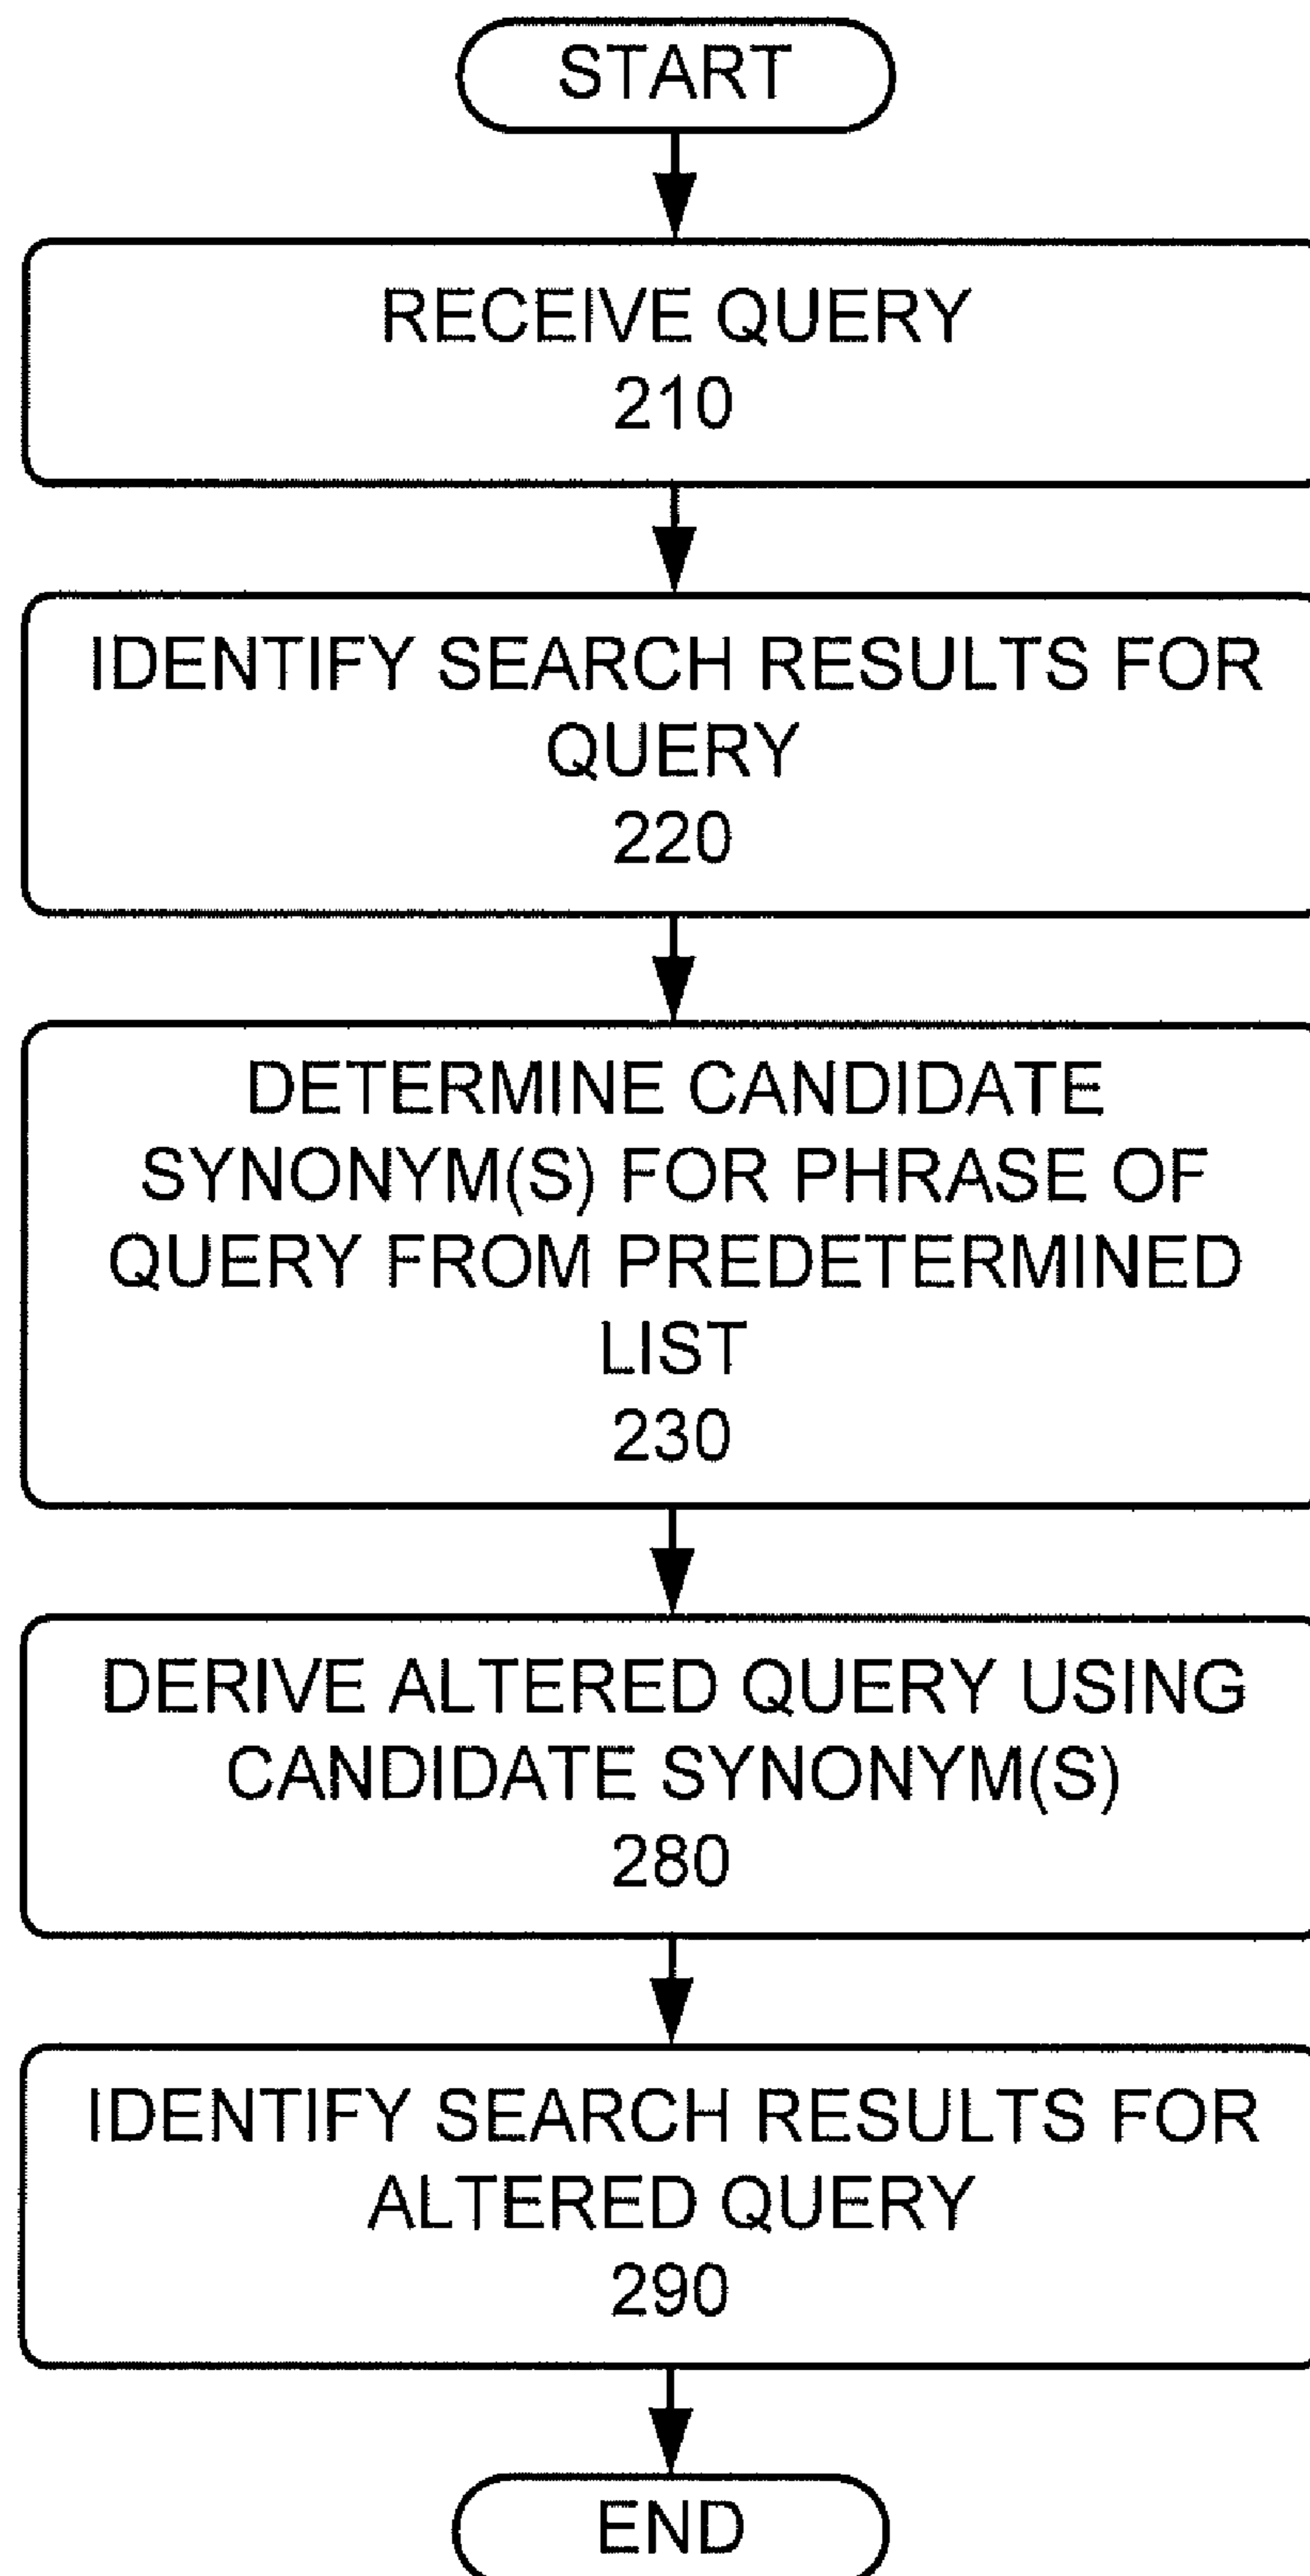 START
RECEIVE QUERY
210
IDENTIFY SEARCH RESULTS FOR
QUERY
220
DETERMINE CANDIDATE
SYNONYM(S) FOR PHRASE OF
QUERY FROM PREDETERMINED
LIST
230
DERIVE ALTERED QUERY USING
CANDIDATE SYNONYM(S)
280
IDENTIFY SEARCH RESULTS FOR
ALTERED QUERY
290
END